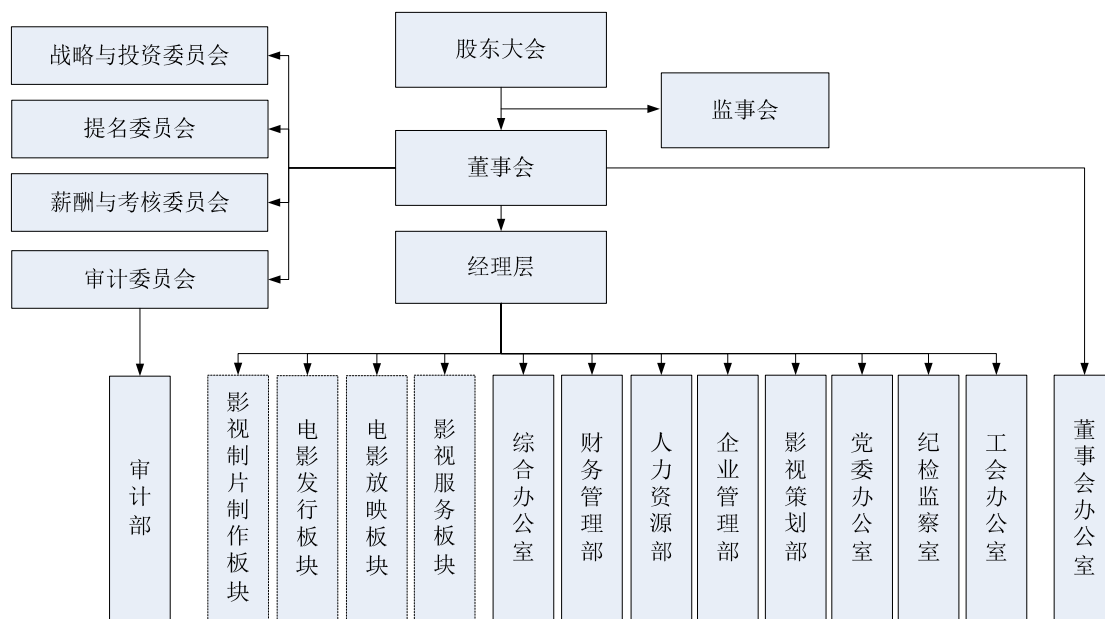 战略与投资委员会
股东大会
提名委员会
监事会
董事会
薪酬与考核委员会
审计委员会
经理层
审计部
影视制片制作板块
电影发行板块
电影放映板块
影视服务板块
综合办公室
财务管理部
人力资源部
企业管理部
影视策划部
党委办公室
纪检监察室
工会办公室
董事会办公室